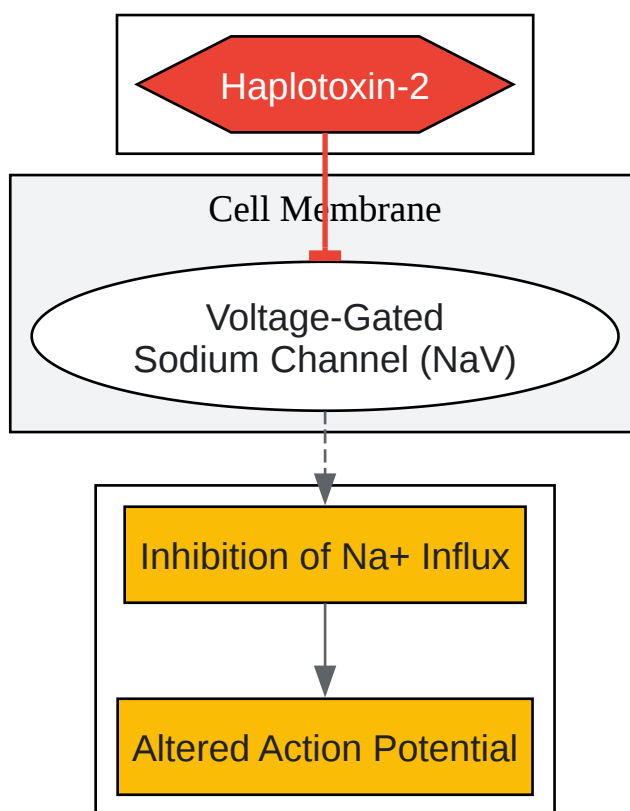 Haplotoxin-2
Cell Membrane
Voltage-Gated
Sodium Channel (NaV)
Inhibition of Na+ Influx
Altered Action Potential